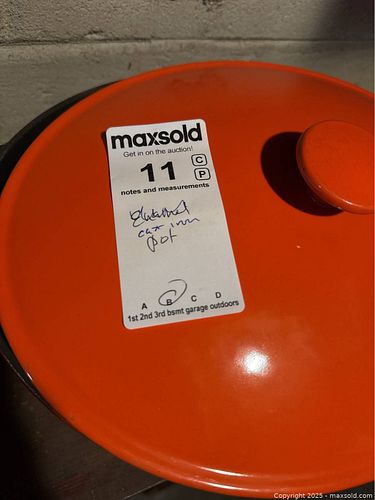 maxsold
Get in on the auction!
11 C
P
notes and measurements
cast iron
pot
A B C D
1st 2nd 3rd bsmt garage outdoors
Copyright 2025 - maxsold.com